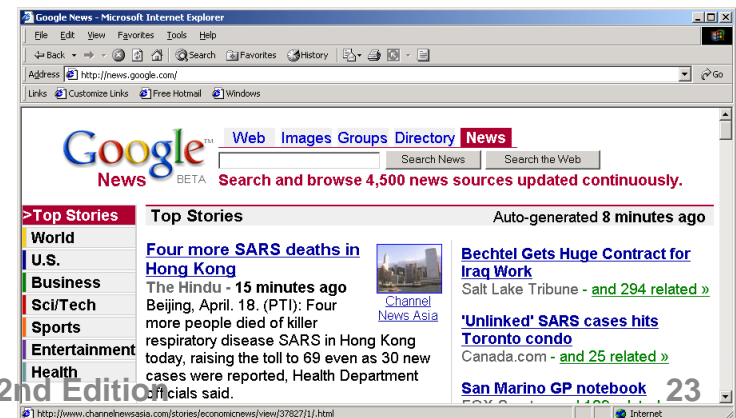 Google News - Microsoft Internet Explorer
File Edit View Favorites Tools Help
Back Search Favorites History
Address http://news.google.com/ Go
Links Customize Links Free Hotmail Windows
Google™ Web Images Groups Directory News
Search News Search the Web
News BETA Search and browse 4,500 news sources updated continuously.
>Top Stories
World
U.S.
Business
Sci/Tech
Sports
Entertainment
Health
Top Stories Auto-generated 8 minutes ago
Four more SARS deaths in
Hong Kong
The Hindu - 15 minutes ago
Beijing, April. 18. (PTI): Four
more people died of killer
respiratory disease SARS in Hong Kong
today, raising the toll to 69 even as 30 new
cases were reported, Health Department
officials said.
Channel
News Asia
Bechtel Gets Huge Contract for
Iraq Work
Salt Lake Tribune - and 294 related »
'Unlinked' SARS cases hits
Toronto condo
Canada.com - and 25 related »
San Marino GP notebook
2nd Edition 23
http://www.channelnewsasia.com/stories/economicnews/view/37827/1/.html Internet